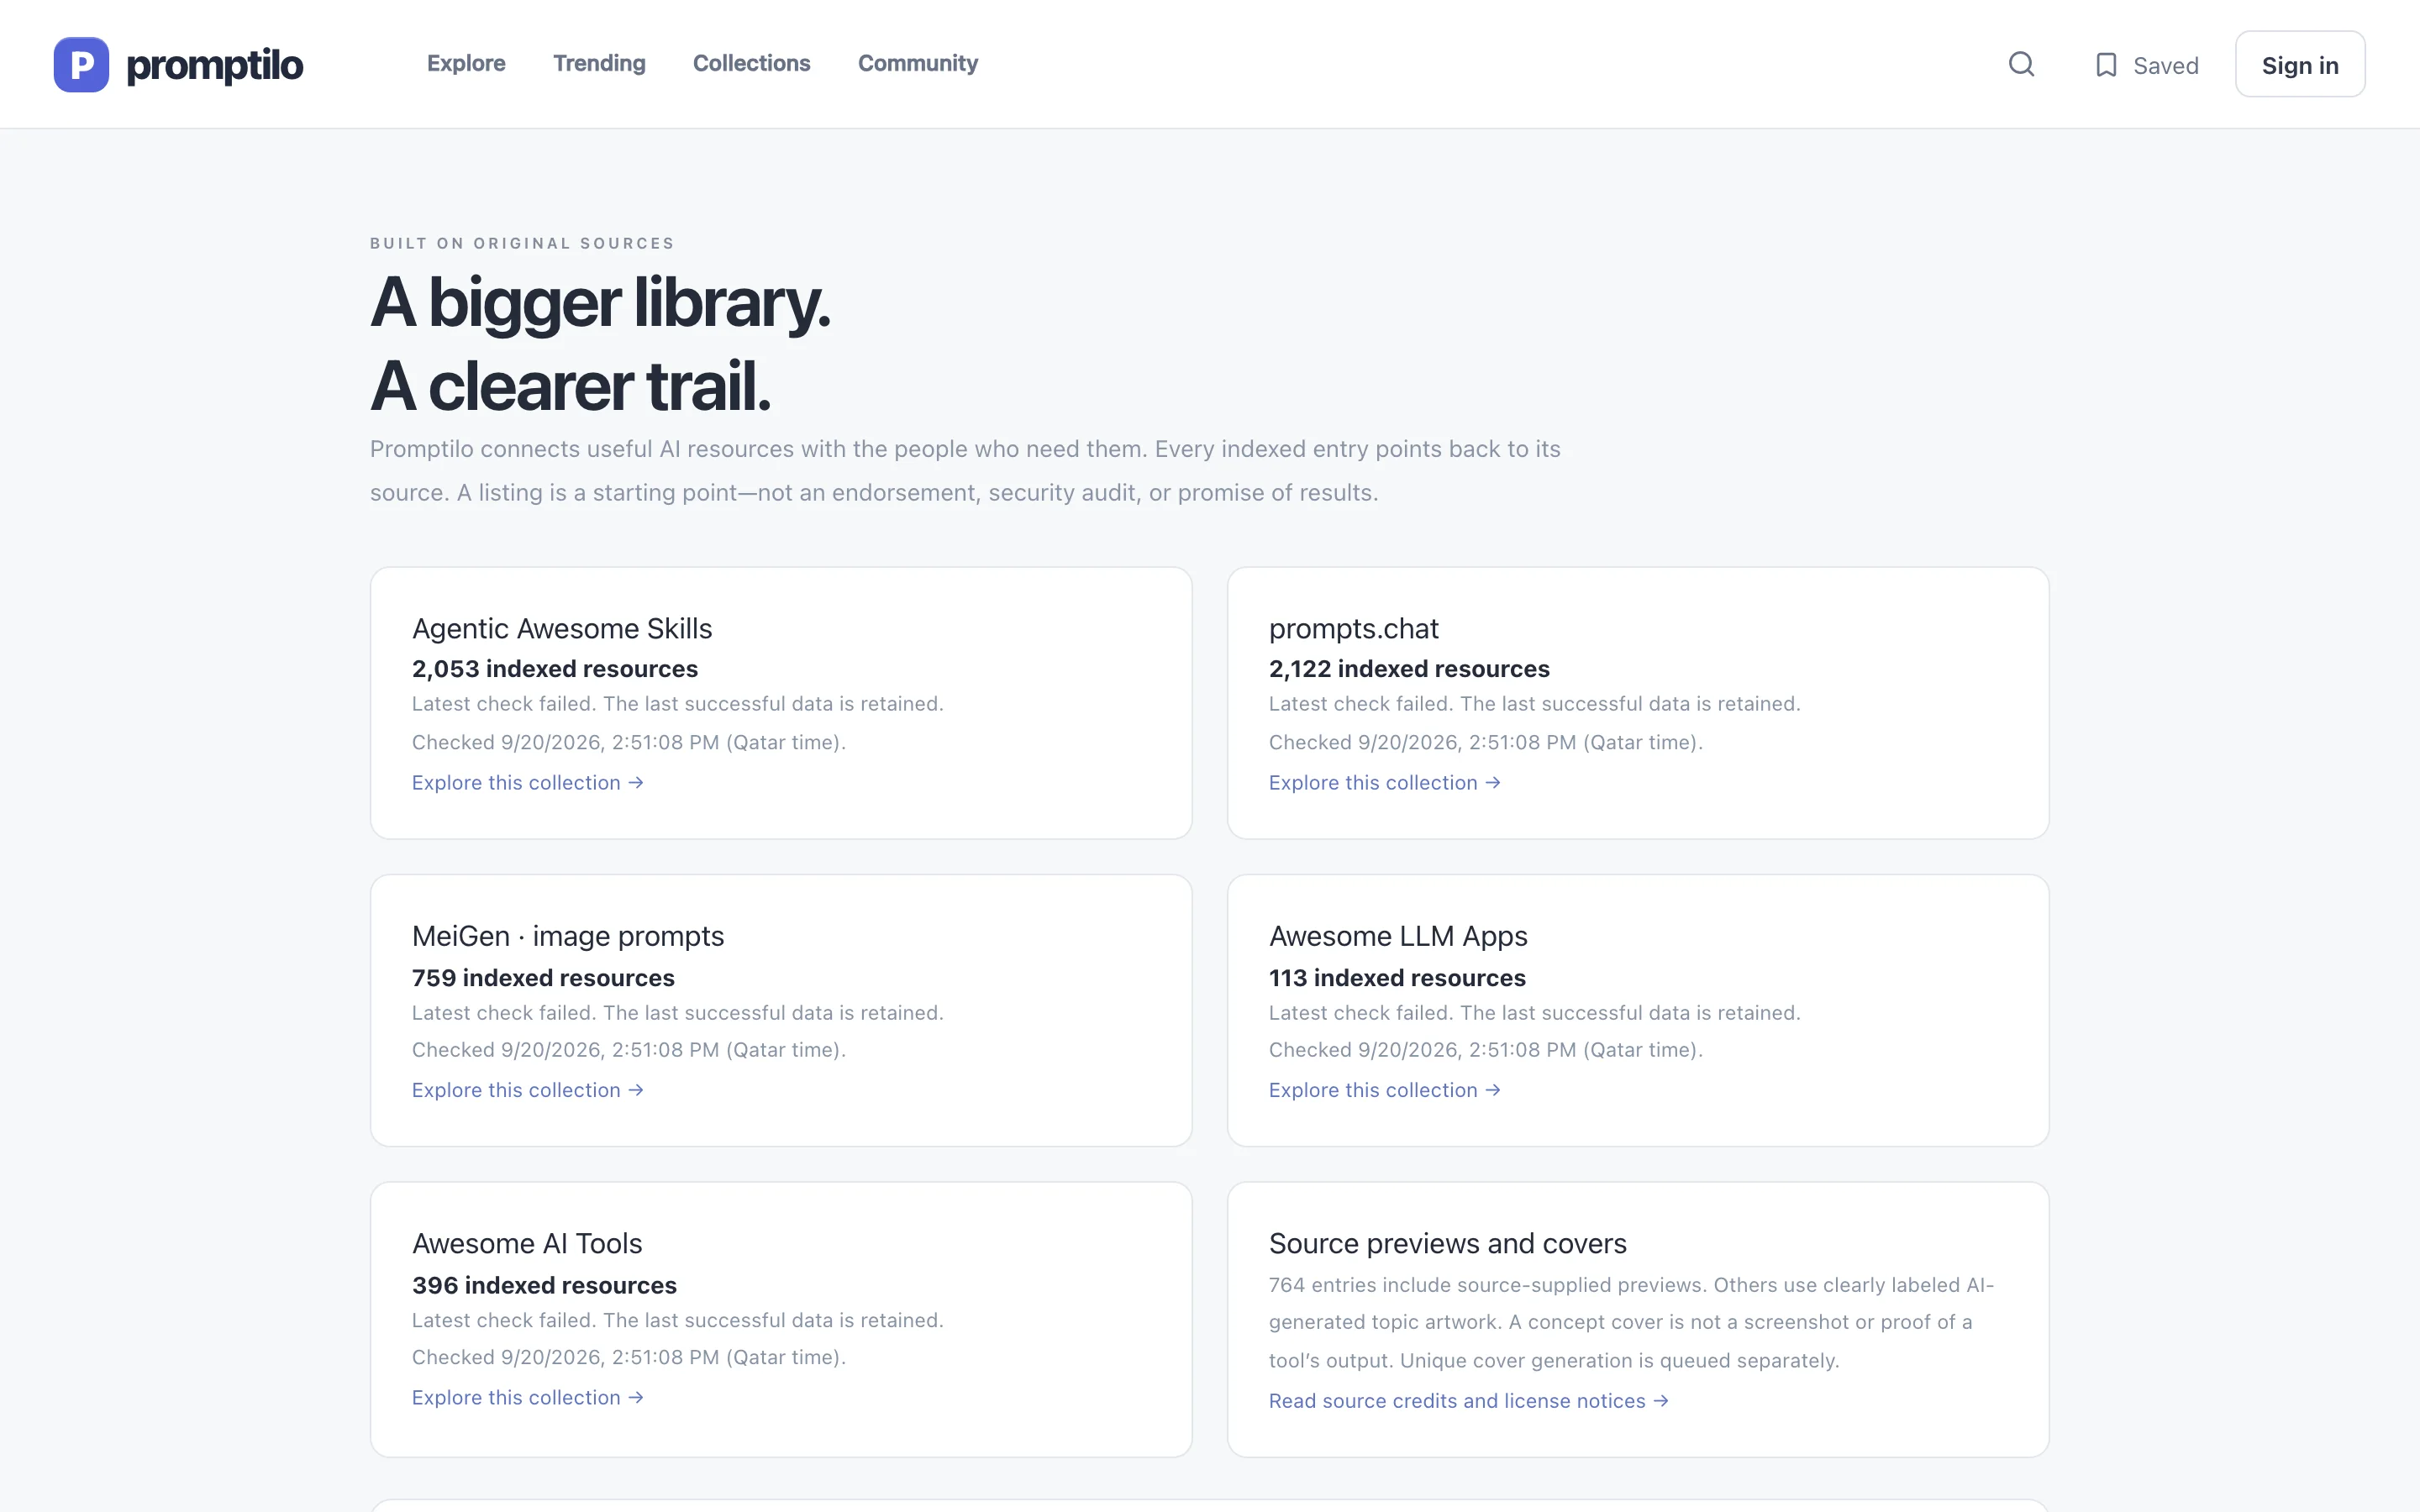 P promptilo
Explore Trending Collections Community
Saved Sign in
BUILT ON ORIGINAL SOURCES
A bigger library.
A clearer trail.
Promptilo connects useful AI resources with the people who need them. Every indexed entry points back to its
source. A listing is a starting point—not an endorsement, security audit, or promise of results.
Agentic Awesome Skills
2,053 indexed resources
Latest check failed. The last successful data is retained.
Checked 9/20/2026, 2:51:08 PM (Qatar time).
Explore this collection →
prompts.chat
2,122 indexed resources
Latest check failed. The last successful data is retained.
Checked 9/20/2026, 2:51:08 PM (Qatar time).
Explore this collection →
MeiGen · image prompts
759 indexed resources
Latest check failed. The last successful data is retained.
Checked 9/20/2026, 2:51:08 PM (Qatar time).
Explore this collection →
Awesome LLM Apps
113 indexed resources
Latest check failed. The last successful data is retained.
Checked 9/20/2026, 2:51:08 PM (Qatar time).
Explore this collection →
Awesome AI Tools
396 indexed resources
Latest check failed. The last successful data is retained.
Checked 9/20/2026, 2:51:08 PM (Qatar time).
Explore this collection →
Source previews and covers
764 entries include source-supplied previews. Others use clearly labeled AI-
generated topic artwork. A concept cover is not a screenshot or proof of a
tool’s output. Unique cover generation is queued separately.
Read source credits and license notices →